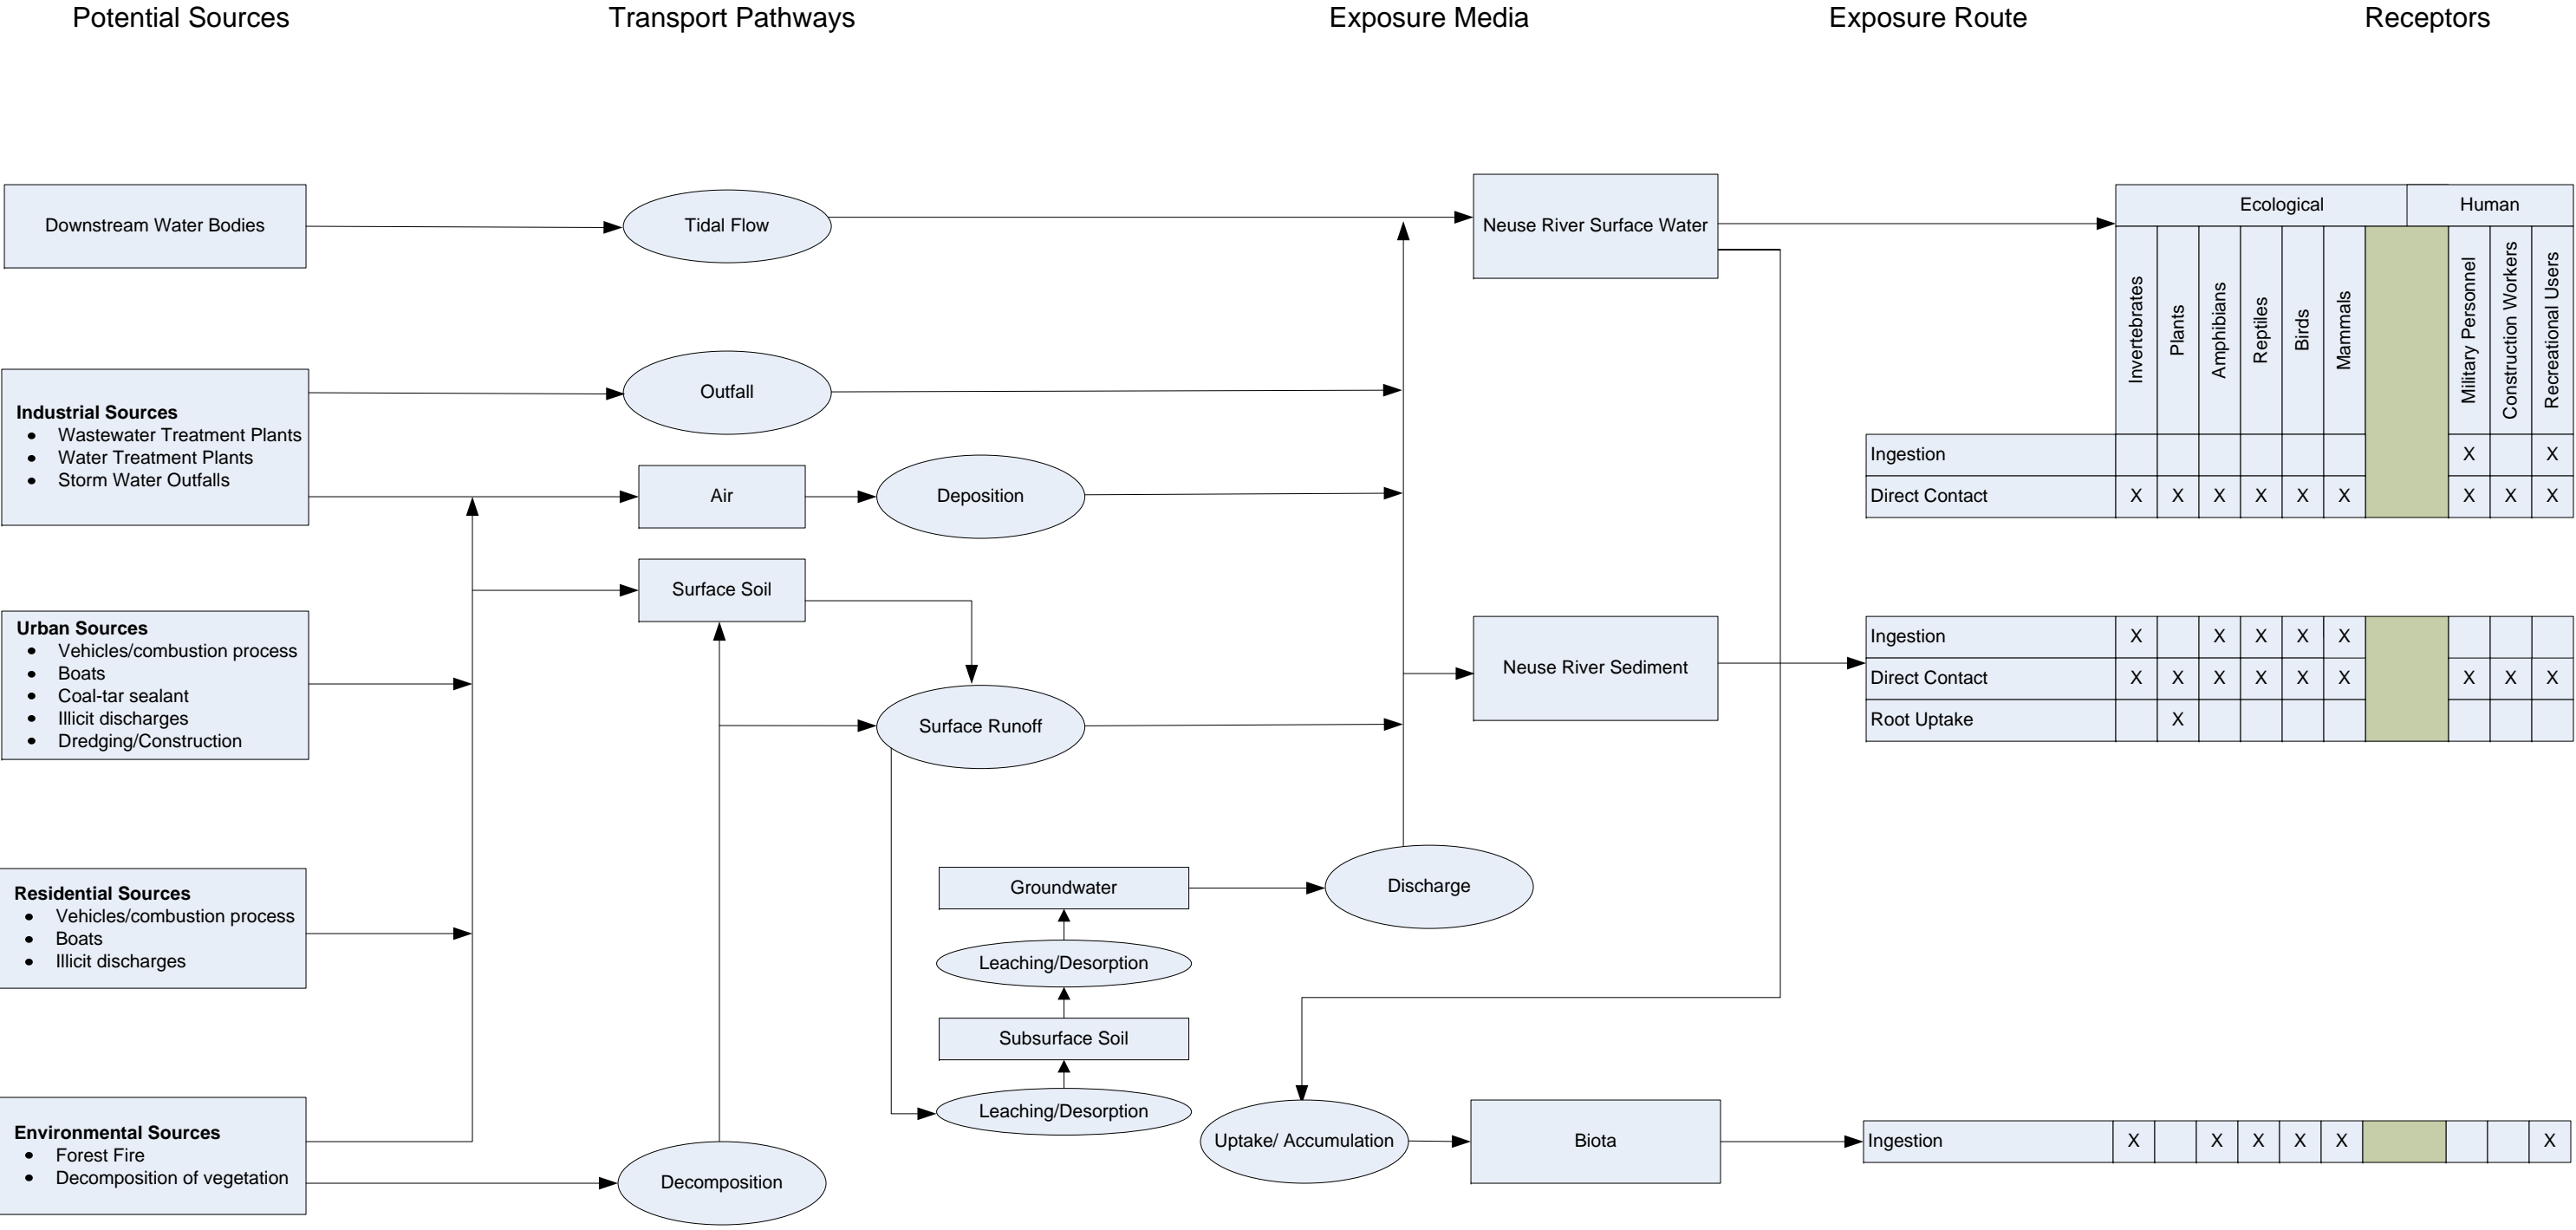 Potential Sources
Transport Pathways
Exposure Media
Exposure Route
Receptors
Downstream Water Bodies
Tidal Flow
Neuse River Surface Water
Ecological
Human
Invertebrates
Plants
Amphibians
Reptiles
Birds
Mammals
Military Personnel
Construction Workers
Recreational Users
Industrial Sources
• Wastewater Treatment Plants
• Water Treatment Plants
• Storm Water Outfalls
Outfall
Air
Deposition
Ingestion X X
Direct Contact X X X X X X X X X
Surface Soil
Urban Sources
• Vehicles/combustion process
• Boats
• Coal-tar sealant
• Illicit discharges
• Dredging/Construction
Surface Runoff
Neuse River Sediment
Ingestion X X X X X
Direct Contact X X X X X X X X X
Root Uptake X
Residential Sources
• Vehicles/combustion process
• Boats
• Illicit discharges
Groundwater
Discharge
Leaching/Desorption
Subsurface Soil
Leaching/Desorption
Environmental Sources
• Forest Fire
• Decomposition of vegetation
Decomposition
Uptake/ Accumulation
Biota
Ingestion X X X X X X